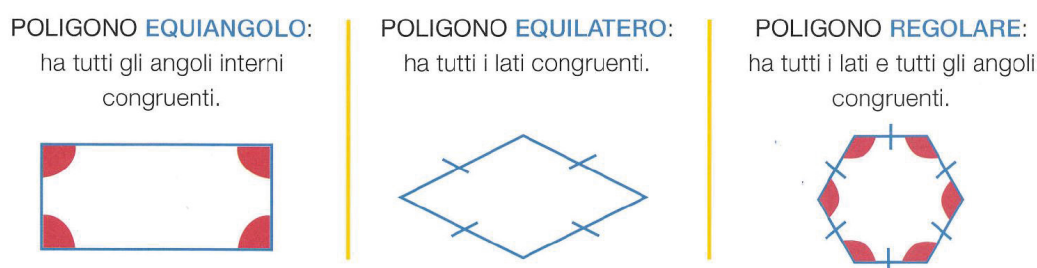 POLIGONO EQUIANGOLO:
ha tutti gli angoli interni
congruenti.
POLIGONO EQUILATERO:
ha tutti i lati congruenti.
POLIGONO REGOLARE:
ha tutti i lati e tutti gli angoli
congruenti.